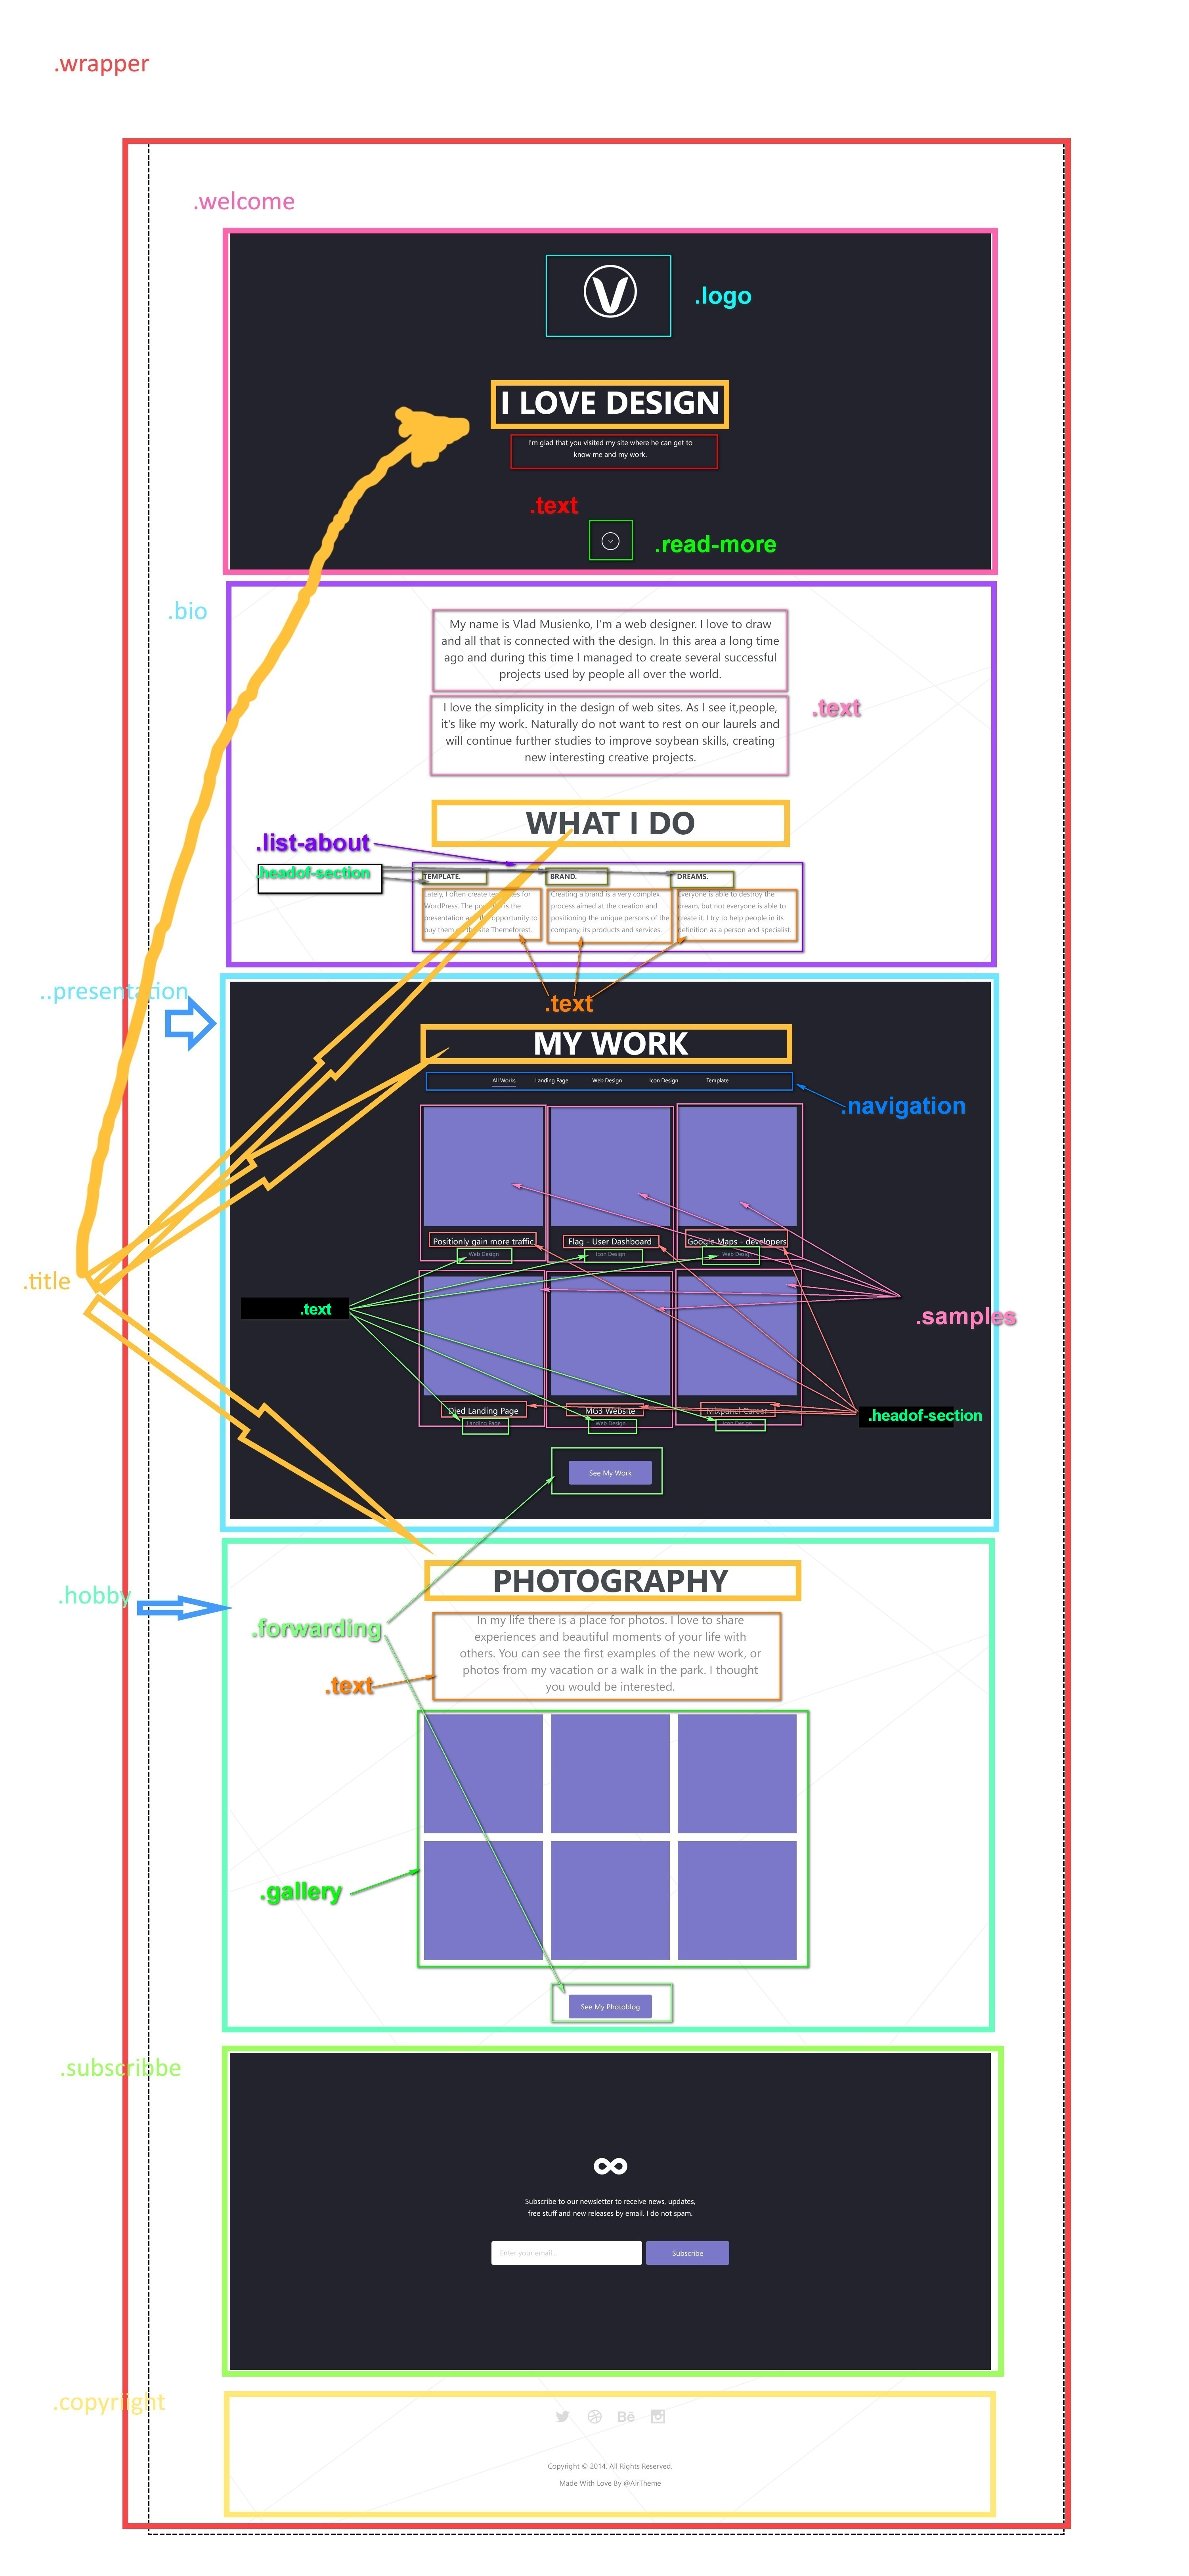 .wrapper
.welcome
.logo
I LOVE DESIGN
I'm glad that you visited my site where he can get to
know me and my work.
.text
.read-more
.bio
My name is Vlad Musienko, I'm a web designer. I love to draw
and all that is connected with the design. In this area a long time
ago and during this time I managed to create several successful
projects used by people all over the world.
I love the simplicity in the design of web sites. As I see it,people,
it's like my work. Naturally do not want to rest on our laurels and
will continue further studies to improve soybean skills, creating
new interesting creative projects.
.text
WHAT I DO
.list-about
.headof-section
TEMPLATE.
Lately, I often create templates for
WordPress. The portfolio is the
presentation and the opportunity to
buy them on the site Themeforest.
BRAND.
Creating a brand is a very complex
process aimed at the creation and
positioning the unique persons of the
company, its products and services.
DREAMS.
Everyone is able to destroy the
dream, but not everyone is able to
create it. i try to help people in its
definition as a person and specialist.
.text
..presentation
MY WORK
All Works
Landing Page
Web Design
Icon Design
Template
.navigation
Positionly gain more traffic
Web Design
Flag - User Dashboard
Icon Design
Google Maps - developers
Web Design
.title
.text
.samples
Djed Landing Page
Landing Page
MG3 Website
Web Design
Mixpanel Career
Icon Design
.headof-section
See My Work
.hobby
PHOTOGRAPHY
.forwarding
In my life there is a place for photos. I love to share
experiences and beautiful moments of your life with
others. You can see the first examples of the new work, or
photos from my vacation or a walk in the park. I thought
you would be interested.
.text
.gallery
See My Photoblog
.subscribbe
Subscribe to our newsletter to receive news, updates,
free stuff and new releases by email. I do not spam.
Enter your email...
Subscribe
.copyriight
Bē
Copyright © 2014. All Rights Reserved.
Made With Love By @AirTheme